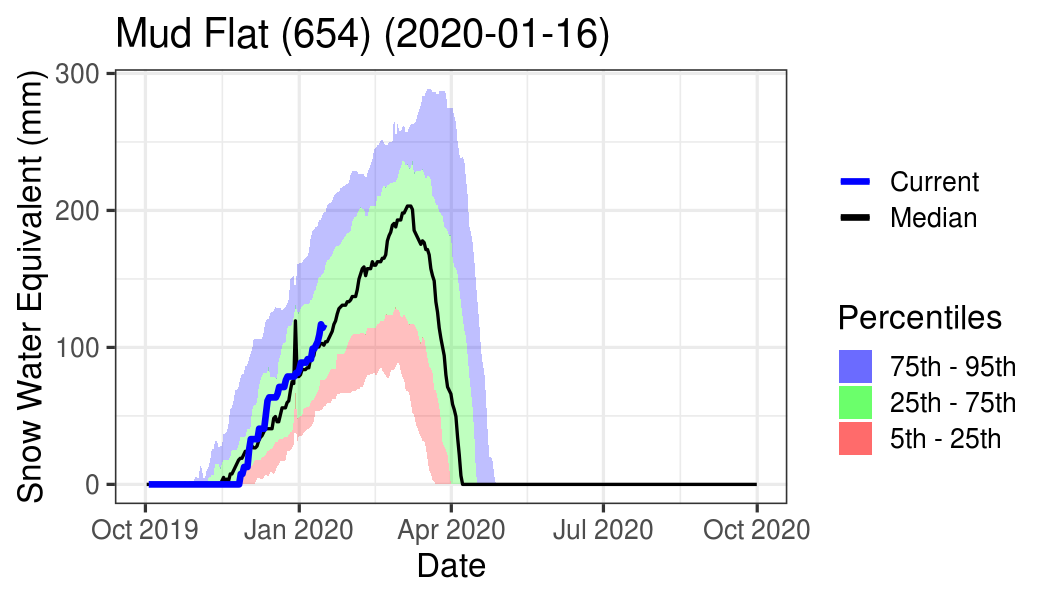 Mud Flat (654) (2020-01-16)
Snow Water Equivalent (mm)
300
200
100
0
Oct 2019 Jan 2020 Apr 2020 Jul 2020 Oct 2020
Date
Current
Median
Percentiles
75th - 95th
25th - 75th
5th - 25th